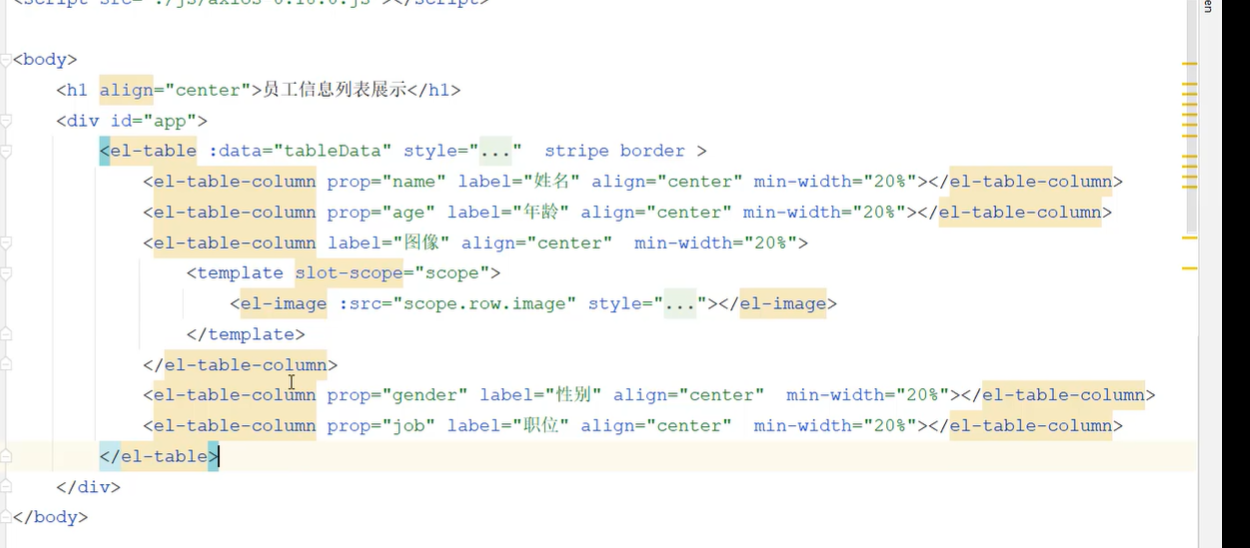 <script src="./js/axios-0.18.0.js"></script>
<body>
<h1 align="center">员工信息列表展示</h1>
<div id="app">
<el-table :data="tableData" style="..." stripe border >
<el-table-column prop="name" label="姓名" align="center" min-width="20%"></el-table-column>
<el-table-column prop="age" label="年龄" align="center" min-width="20%"></el-table-column>
<el-table-column label="图像" align="center" min-width="20%">
<template slot-scope="scope">
<el-image :src="scope.row.image" style="..."></el-image>
</template>
</el-table-column>
<el-table-column prop="gender" label="性别" align="center" min-width="20%"></el-table-column>
<el-table-column prop="job" label="职位" align="center" min-width="20%"></el-table-column>
</el-table>
</div>
</body>
en